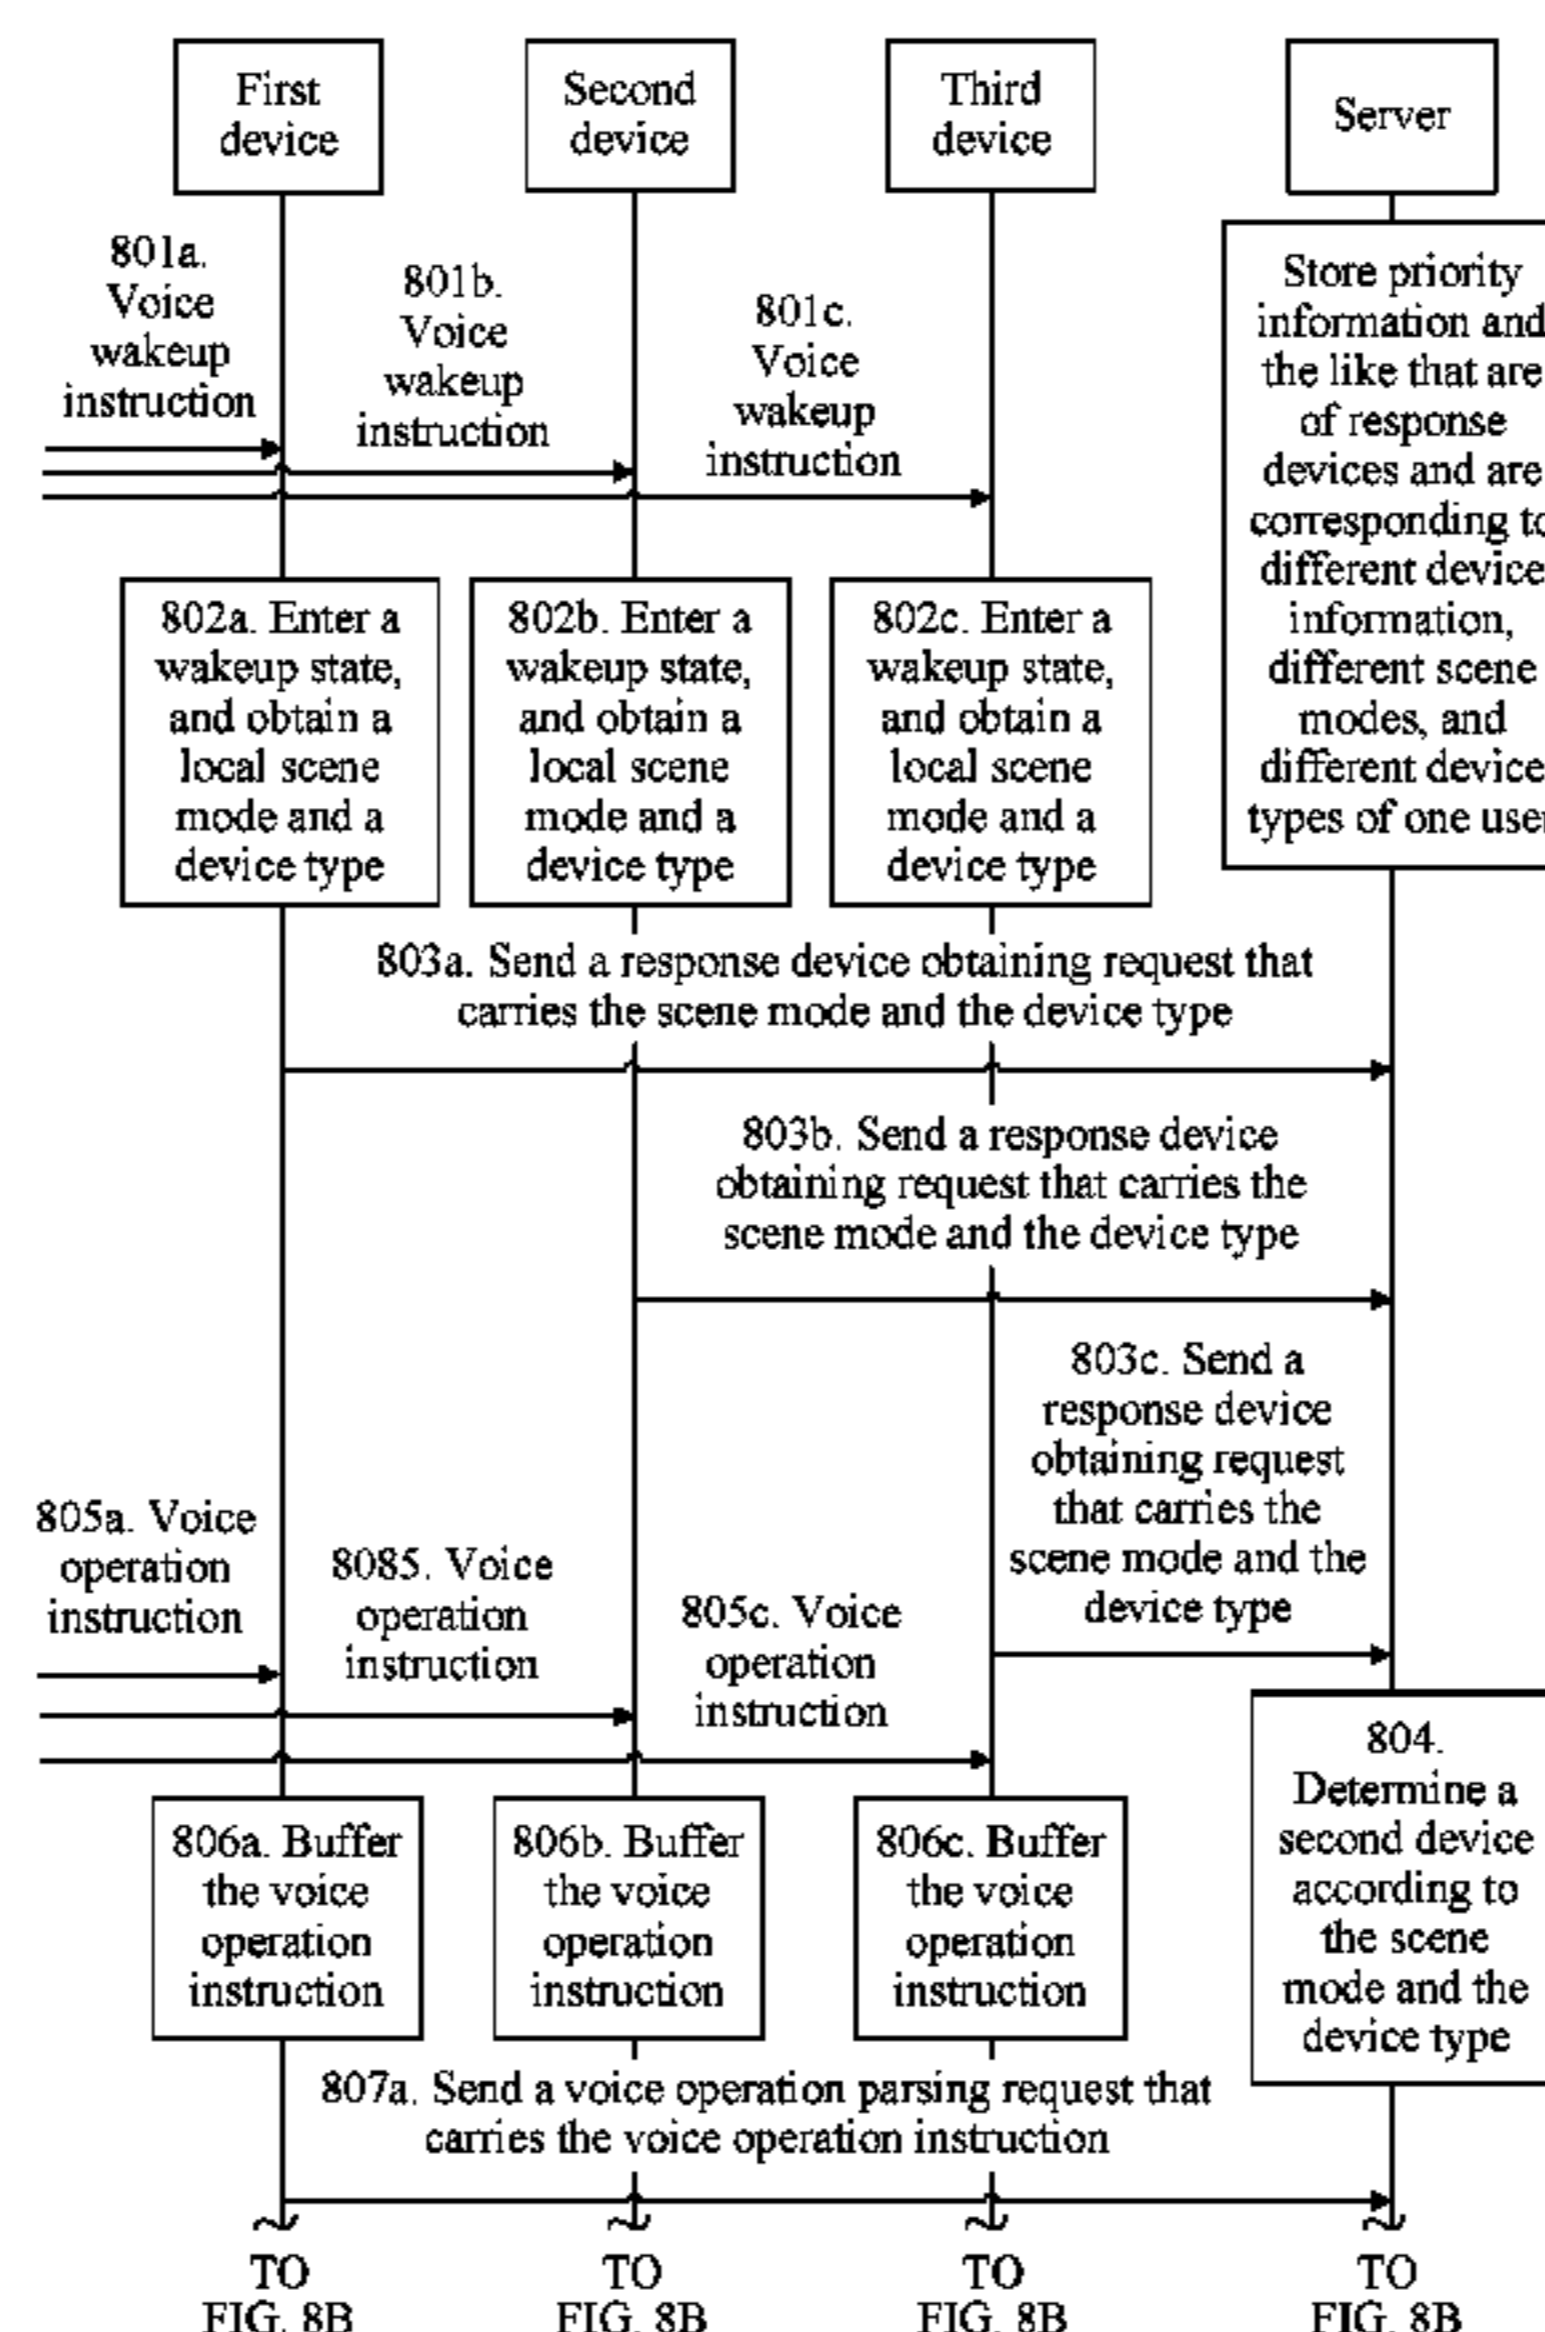 First
device
Second
device
Third
device
Server
801a.
Voice
wakeup
instruction
801b.
Voice
wakeup
instruction
801c.
Voice
wakeup
instruction
Store priority
information and
the like that are
of response
devices and are
corresponding to
different device
information,
different scene
modes, and
different device
types of one user
802a. Enter a
wakeup state,
and obtain a
local scene
mode and a
device type
802b. Enter a
wakeup state,
and obtain a
local scene
mode and a
device type
802c. Enter a
wakeup state,
and obtain a
local scene
mode and a
device type
803a. Send a response device obtaining request that
carries the scene mode and the device type
803b. Send a response device
obtaining request that carries the
scene mode and the device type
803c. Send a
response device
obtaining request
that carries the
scene mode and the
device type
805a. Voice
operation
instruction
8085. Voice
operation
instruction
805c. Voice
operation
instruction
804.
Determine a
second device
according to
the scene
mode and the
device type
806a. Buffer
the voice
operation
instruction
806b. Buffer
the voice
operation
instruction
806c. Buffer
the voice
operation
instruction
807a. Send a voice operation parsing request that
carries the voice operation instruction
TO
FIG. 8B
TO
FIG. 8B
TO
FIG. 8B
TO
FIG. 8B